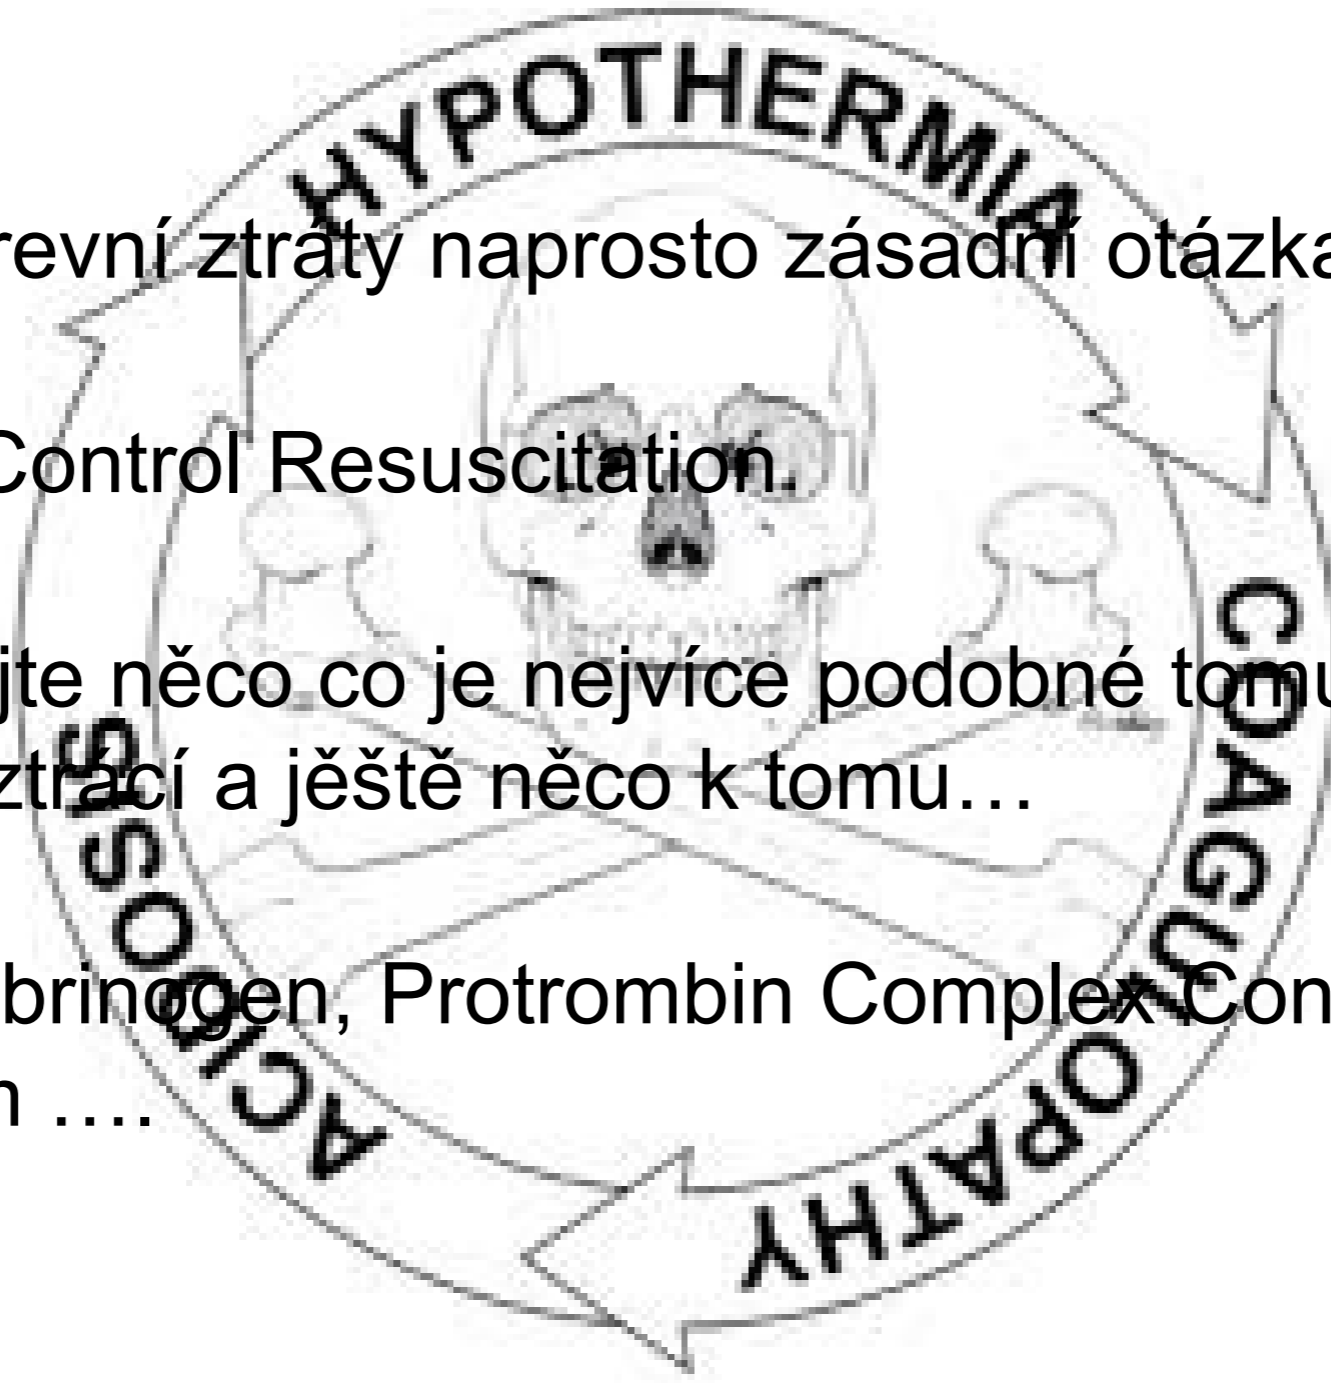 HYPOTHERMIA
revní ztráty naprosto zásadní otázka
Control Resuscitation.
jte něco co je nejvíce podobné tomu
ztrácí a jěště něco k tomu…
brinogen, Protrombin Complex Con
n ….
COAGULOPATHY
ACIDOSIS